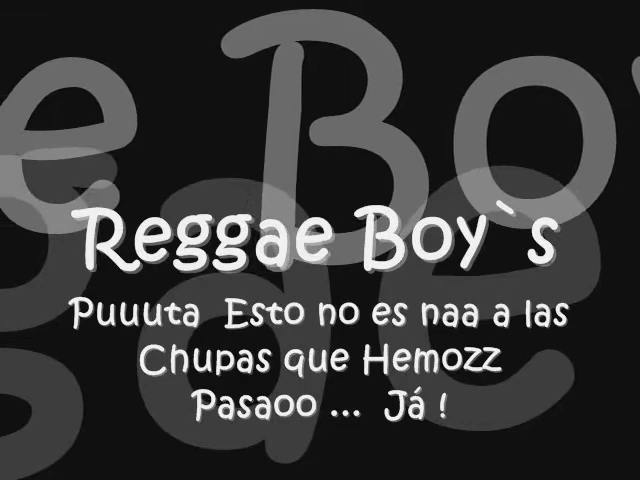 Reggae Boy`s
Puuuta Esto no es naa a las
Chupas que Hemozz
Pasaoo ... Já !